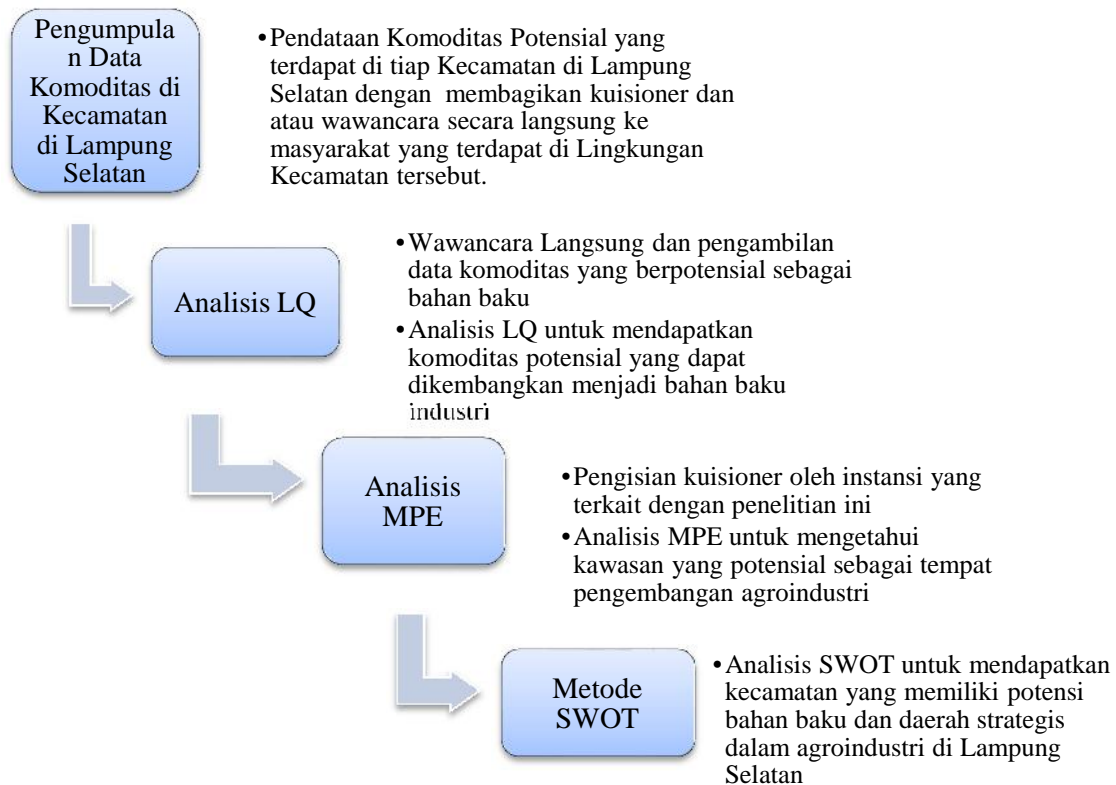 Pengumpula
n Data
Komoditas di
Kecamatan
di Lampung
Selatan
•Pendataan Komoditas Potensial yang
terdapat di tiap Kecamatan di Lampung
Selatan dengan membagikan kuisioner dan
atau wawancara secara langsung ke
masyarakat yang terdapat di Lingkungan
Kecamatan tersebut.
Analisis LQ
•Wawancara Langsung dan pengambilan
data komoditas yang berpotensial sebagai
bahan baku
•Analisis LQ untuk mendapatkan
komoditas potensial yang dapat
dikembangkan menjadi bahan baku
industri
Analisis
MPE
•Pengisian kuisioner oleh instansi yang
terkait dengan penelitian ini
•Analisis MPE untuk mengetahui
kawasan yang potensial sebagai tempat
pengembangan agroindustri
Metode
SWOT
•Analisis SWOT untuk mendapatkan
kecamatan yang memiliki potensi
bahan baku dan daerah strategis
dalam agroindustri di Lampung
Selatan